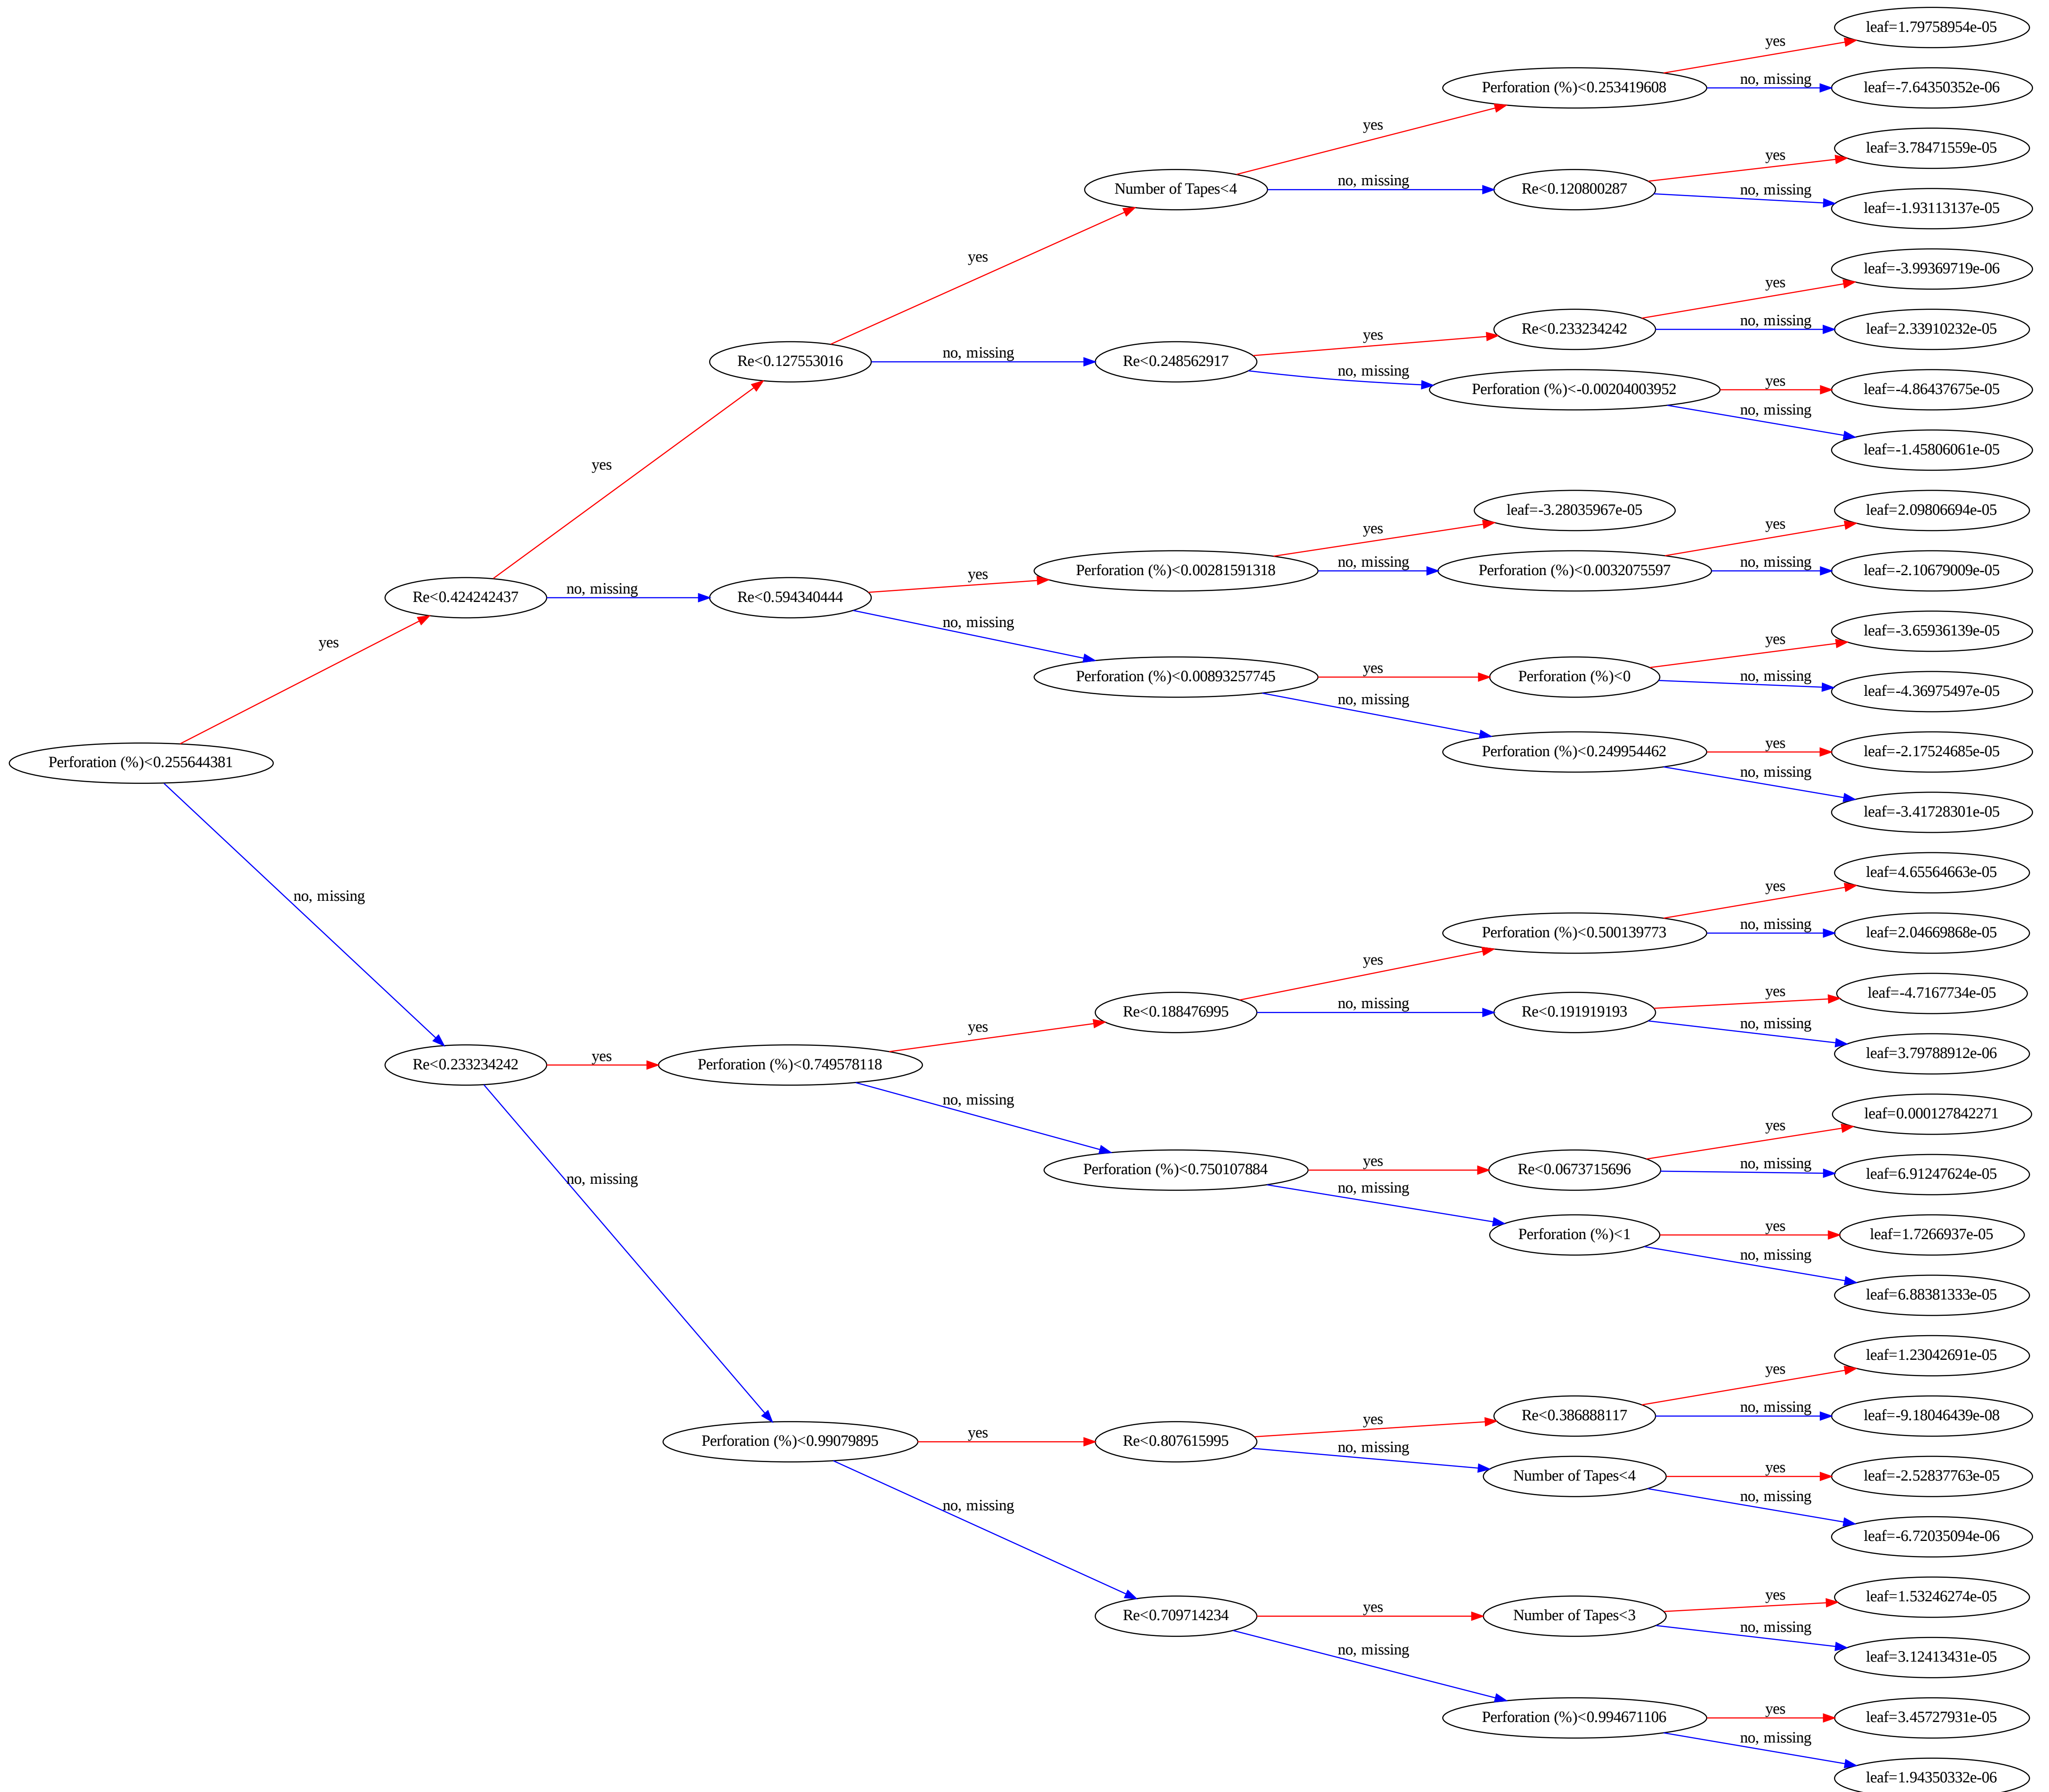 leaf=1.79758954e-05
yes
Perforation (%)<0.253419608
no, missing
leaf=-7.64350352e-06
yes
leaf=3.78471559e-05
yes
Number of Tapes<4
no, missing
Re<0.120800287
no, missing
leaf=-1.93113137e-05
yes
leaf=-3.99369719e-06
yes
Re<0.233234242
no, missing
leaf=2.33910232e-05
yes
Re<0.127553016
no, missing
Re<0.248562917
no, missing
Perforation (%)<-0.00204003952
yes
leaf=-4.86437675e-05
no, missing
leaf=-1.45806061e-05
yes
leaf=-3.28035967e-05
yes
leaf=2.09806694e-05
yes
Perforation (%)<0.00281591318
no, missing
Perforation (%)<0.0032075597
no, missing
leaf=-2.10679009e-05
yes
Re<0.424242437
no, missing
Re<0.594340444
no, missing
leaf=-3.65936139e-05
yes
Perforation (%)<0.00893257745
yes
Perforation (%)<0
no, missing
leaf=-4.36975497e-05
yes
no, missing
Perforation (%)<0.249954462
yes
leaf=-2.17524685e-05
Perforation (%)<0.255644381
no, missing
leaf=-3.41728301e-05
leaf=4.65564663e-05
yes
no, missing
Perforation (%)<0.500139773
no, missing
leaf=2.04669868e-05
yes
leaf=-4.7167734e-05
yes
Re<0.188476995
no, missing
Re<0.191919193
no, missing
leaf=3.79788912e-06
yes
Re<0.233234242
yes
Perforation (%)<0.749578118
no, missing
leaf=0.000127842271
yes
Perforation (%)<0.750107884
yes
Re<0.0673715696
no, missing
leaf=6.91247624e-05
no, missing
no, missing
Perforation (%)<1
yes
leaf=1.7266937e-05
no, missing
leaf=6.88381333e-05
leaf=1.23042691e-05
yes
yes
Re<0.386888117
no, missing
leaf=-9.18046439e-08
Perforation (%)<0.99079895
yes
Re<0.807615995
no, missing
Number of Tapes<4
yes
leaf=-2.52837763e-05
no, missing
no, missing
leaf=-6.72035094e-06
leaf=1.53246274e-05
yes
Re<0.709714234
yes
Number of Tapes<3
no, missing
leaf=3.12413431e-05
no, missing
Perforation (%)<0.994671106
yes
leaf=3.45727931e-05
no, missing
leaf=1.94350332e-06